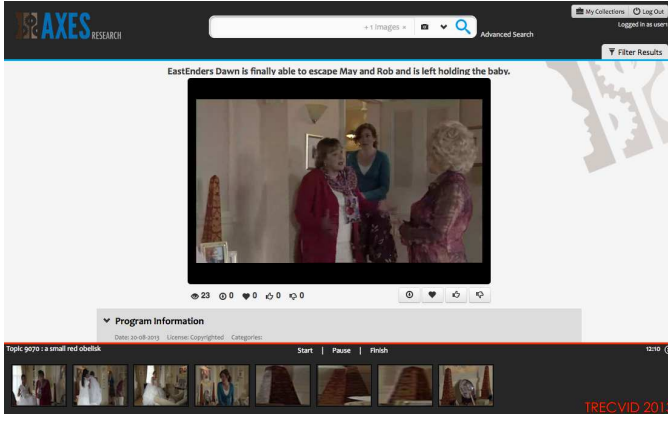 My Collections Log Out
AXES RESEARCH
+ 1 Images
Advanced Search
Logged in as user
Filter Results
EastEnders Dawn is finally able to escape May and Rob and is left holding the baby.
23 0 0 0 0
Program Information
Date: 20-08-2013 License: Copyrighted Categories:
Topic 9070 : a small red obelisk
Start | Pause | Finish
12:10
TRECVID 201